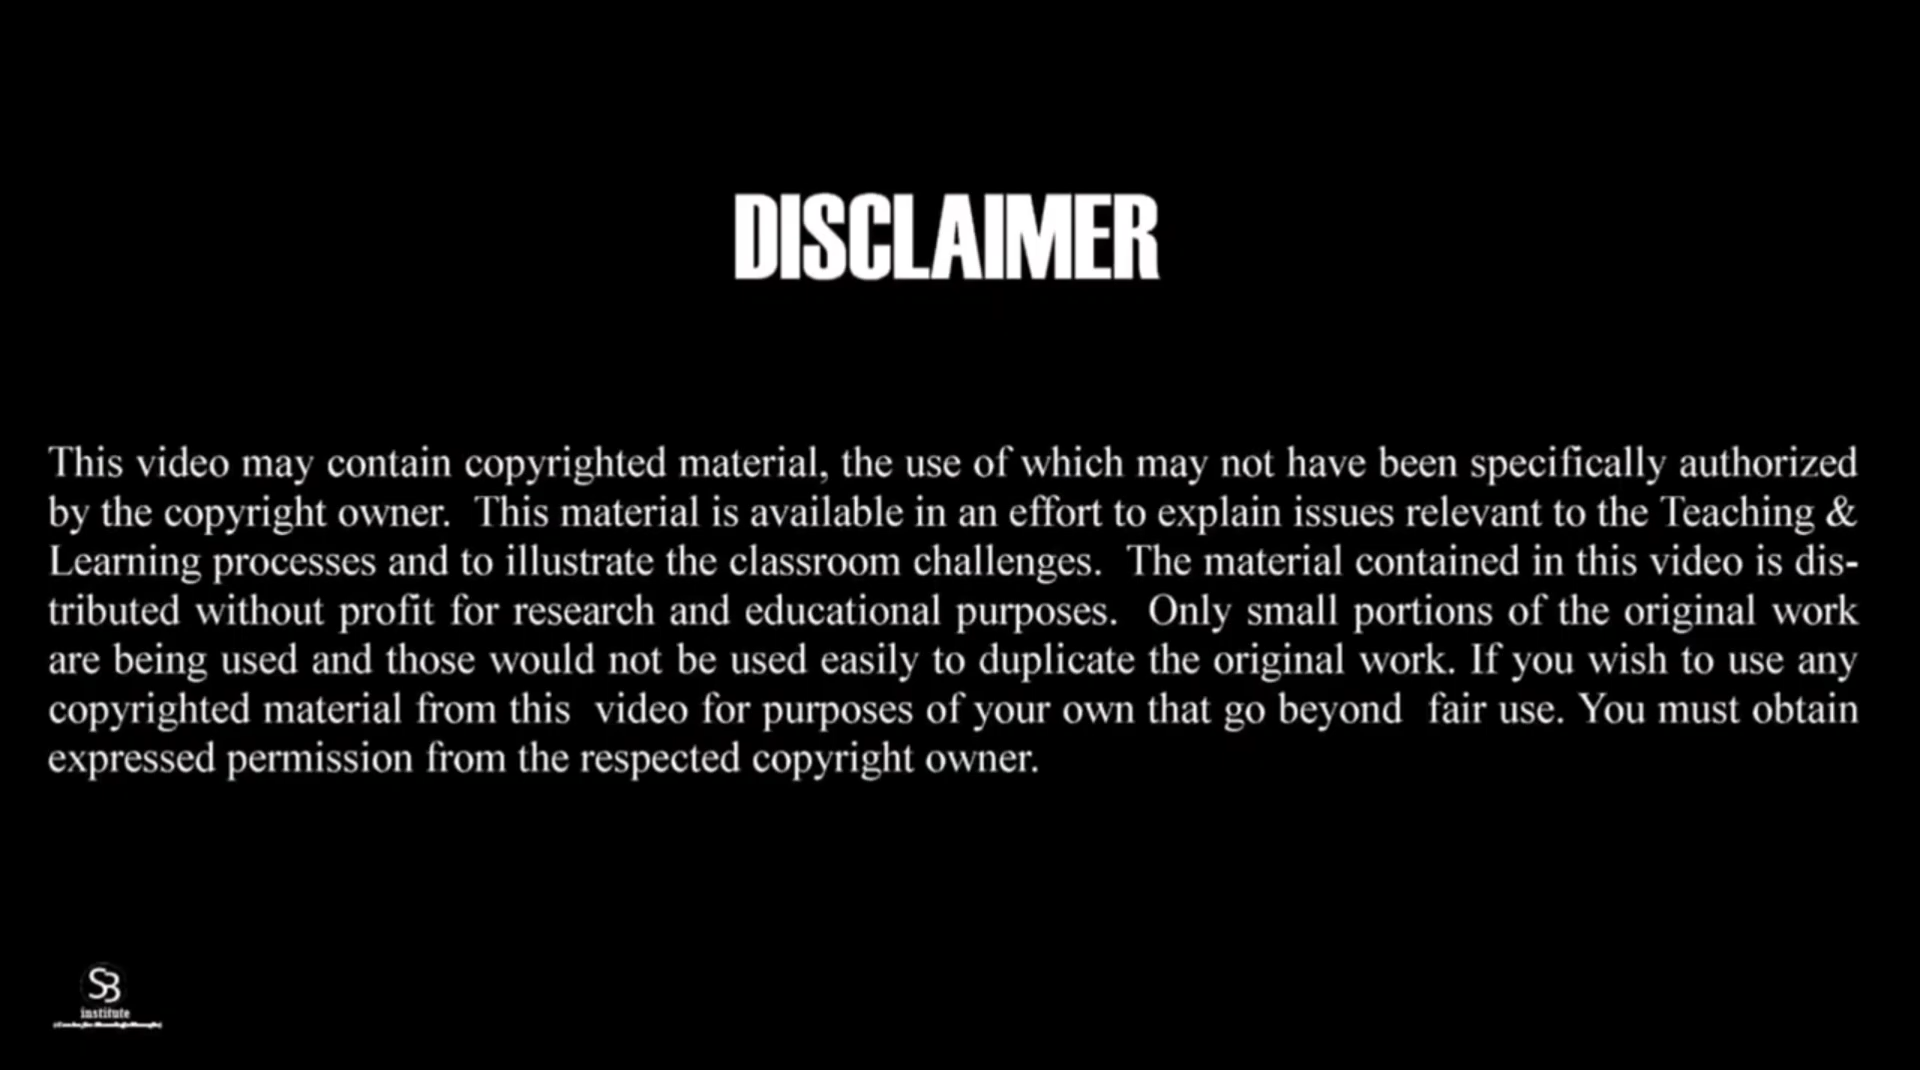 DISCLAIMER
This video may contain copyrighted material, the use of which may not have been specifically authorized
by the copyright owner.  This material is available in an effort to explain issues relevant to the Teaching &
Learning processes and to illustrate the classroom challenges.  The material contained in this video is dis-
tributed without profit for research and educational purposes.  Only small portions of the original work
are being used and those would not be used easily to duplicate the original work. If you wish to use any
copyrighted material from this  video for purposes of your own that go beyond  fair use. You must obtain
expressed permission from the respected copyright owner.
SB
institute